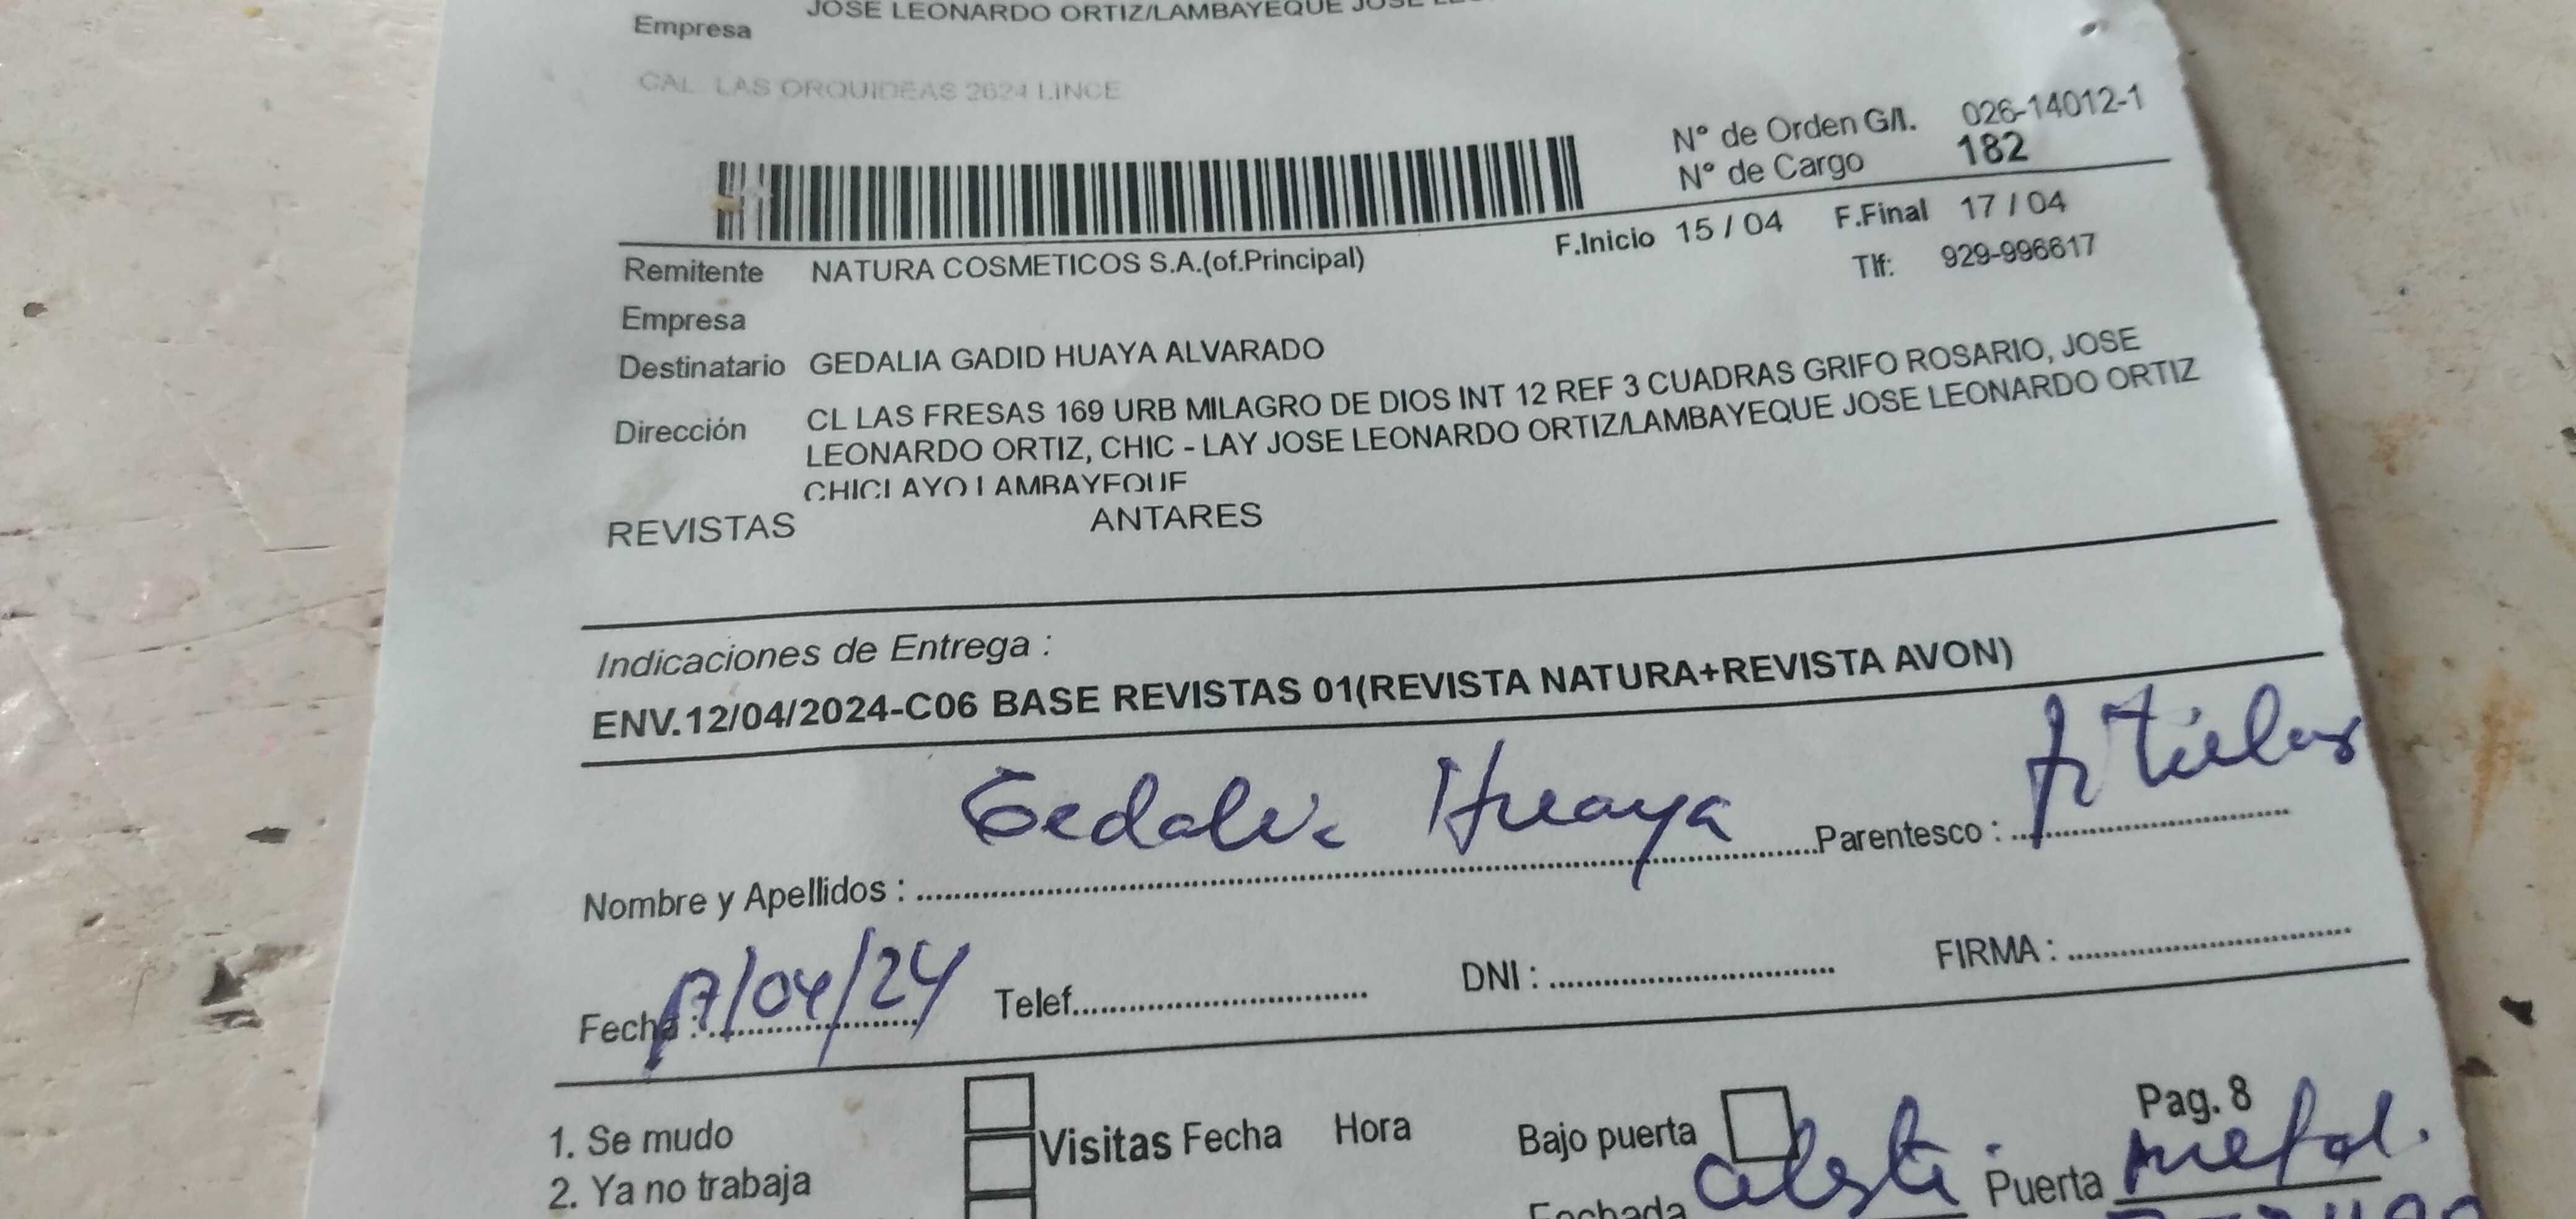 JOSE LEONARDO ORTIZ/LAMBAYEQUE
Empresa
CAL LAS ORQUIDEAS 2624 LINCE
N° de Orden G/I. 026-14012-1
N° de Cargo 182
F.Inicio 15 / 04 F.Final 17 / 04
Remitente NATURA COSMETICOS S.A.(of.Principal) Tlf: 929-996617
Empresa
Destinatario GEDALIA GADID HUAYA ALVARADO
Dirección CL LAS FRESAS 169 URB MILAGRO DE DIOS INT 12 REF 3 CUADRAS GRIFO ROSARIO, JOSE
LEONARDO ORTIZ, CHIC - LAY JOSE LEONARDO ORTIZ/LAMBAYEQUE JOSE LEONARDO ORTIZ
CHICLAYO LAMBAYEQUE
REVISTAS ANTARES
Indicaciones de Entrega :
ENV.12/04/2024-C06 BASE REVISTAS 01(REVISTA NATURA+REVISTA AVON)
Nombre y Apellidos : Gedalia Huaya Parentesco :
Fecha : 17/04/24 Telef. DNI : FIRMA :
Pag. 8
1. Se mudo Visitas Fecha Hora Bajo puerta
2. Ya no trabaja Puerta metal.